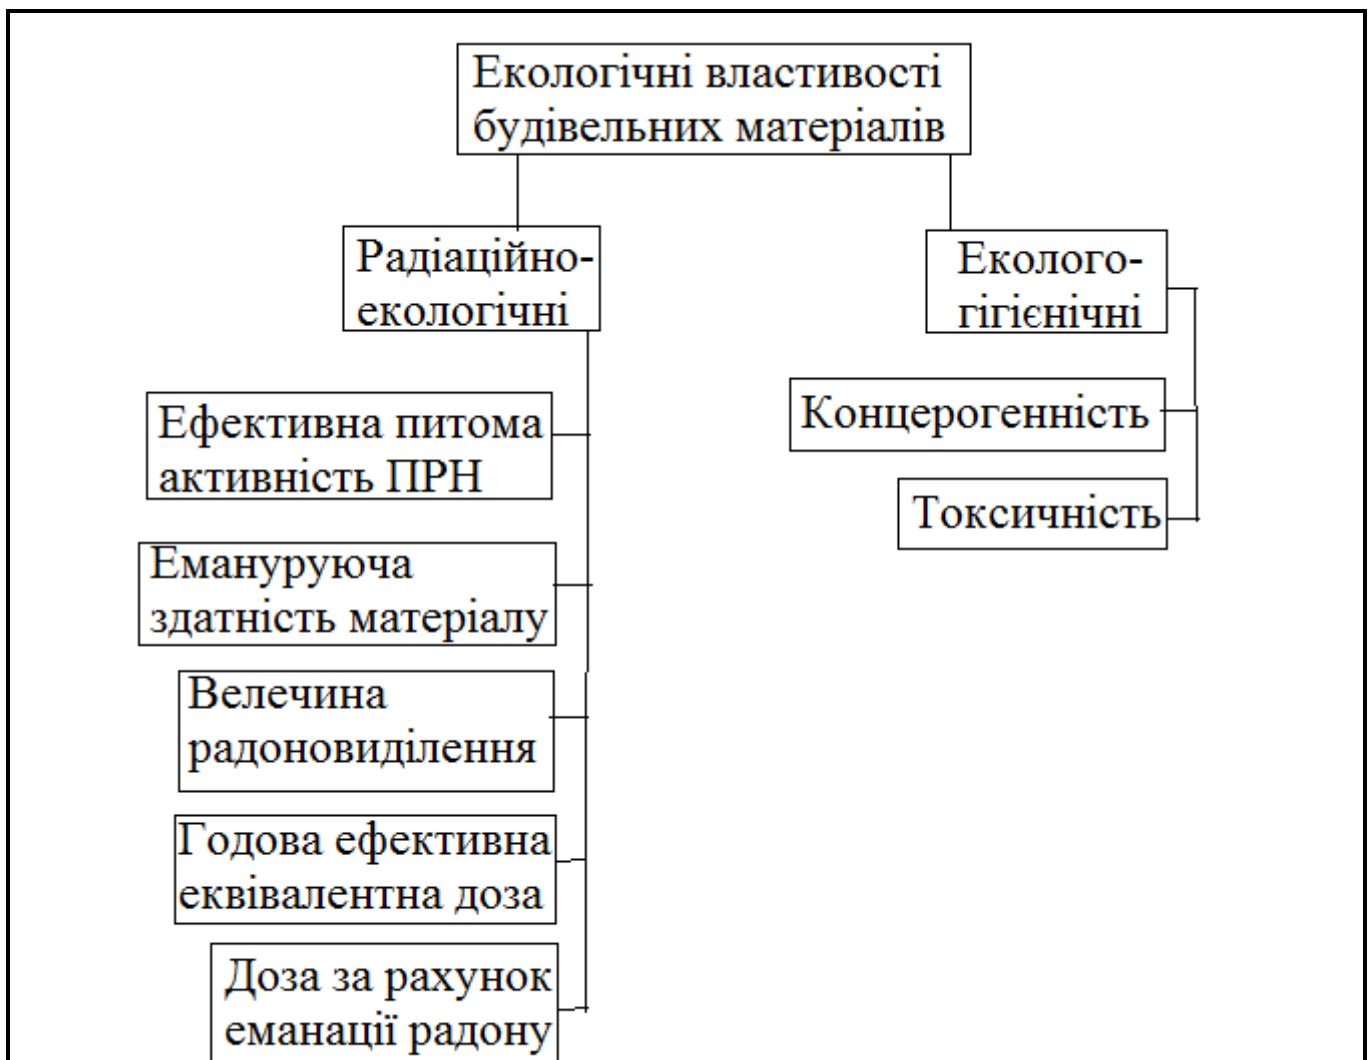 Екологічні властивості
будівельних матеріалів
Радіаційно-
екологічні
Ефективна питома
активність ПРН
Емануруюча
здатність матеріалу
Велечина
радоновиділення
Годова ефективна
еквівалентна доза
Доза за рахунок
еманації радону
Еколого-
гігієнічні
Концерогенність
Токсичність